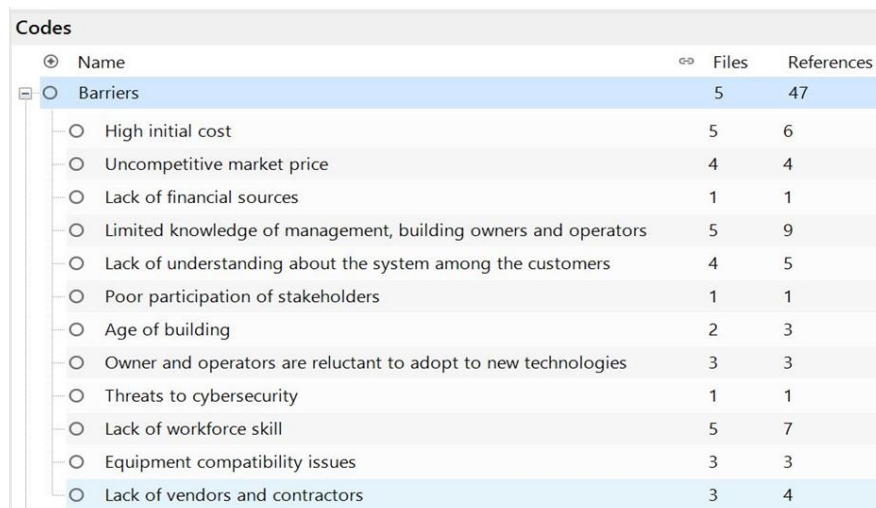 Codes
Name Files References
Barriers 5 47
High initial cost 5 6
Uncompetitive market price 4 4
Lack of financial sources 1 1
Limited knowledge of management, building owners and operators 5 9
Lack of understanding about the system among the customers 4 5
Poor participation of stakeholders 1 1
Age of building 2 3
Owner and operators are reluctant to adopt to new technologies 3 3
Threats to cybersecurity 1 1
Lack of workforce skill 5 7
Equipment compatibility issues 3 3
Lack of vendors and contractors 3 4